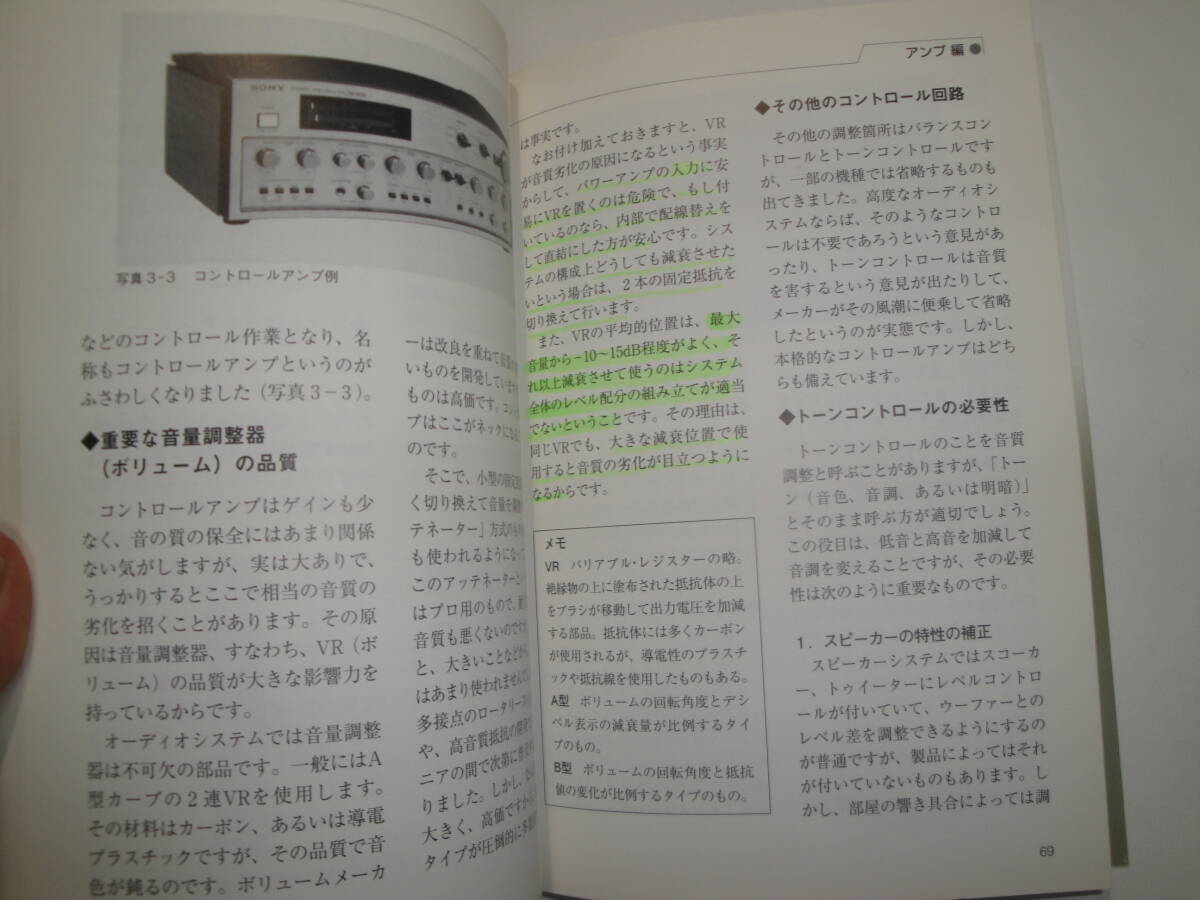 SONY
写真3-3　コントロールアンプ例
などのコントロール作業となり、名
称もコントロールアンプというのが
ふさわしくなりました（写真3－3）。
◆重要な音量調整器
（ボリューム）の品質
コントロールアンプはゲインも少
なく、音の質の保全にはあまり関係
ない気がしますが、実は大ありで、
うっかりするとここで相当の音質の
劣化を招くことがあります。その原
因は音量調整器、すなわち、VR（ボ
リューム）の品質が大きな影響力を
持っているからです。
オーディオシステムでは音量調整
器は不可欠の部品です。一般にはA
型カーブの2連VRを使用します。
その材料はカーボン、あるいは導電
プラスチックですが、その品質で音
色が鈍るのです。ボリュームメーカ
ーは改良を重ねて音
いものを開発していま
ものは高価です。コン
プはここがネックにな
のです。
そこで、小型の固定
く切り換えて音量を調
テネーター」方式のも
も使われるようになっ
このアッテネーターと
はプロ用のもので、
音質も悪くないのです
と、大きいことなどか
はあまり使われません
多接点のロータリース
や、高音質抵抗の開発
ニアの間で次第に
りました。しかし、
大きく、高価ですから
タイプが圧倒的に多
アンプ編●
は事実です。
なお付け加えておきますと、VR
が音質劣化の原因になるという事実
からして、パワーアンプの入力に安
易にVRを置くのは危険で、もし付
いているのなら、内部で配線替えを
して直結にした方が安心です。シス
テムの構成上どうしても減衰させた
いという場合は、2本の固定抵抗を
切り換えて行います。
また、VRの平均的位置は、最大
音量から−10〜15dB程度がよく、そ
れ以上減衰させて使うのはシステム
全体のレベル配分の組み立てが適当
でないということです。その理由は、
同じVRでも、大きな減衰位置で使
用すると音質の劣化が目立つように
なるからです。
メモ
VR　バリアブル・レジスターの略。
絶縁物の上に塗布された抵抗体の上
をブラシが移動して出力電圧を加減
する部品。抵抗体には多くカーボン
が使用されるが、導電性のプラスチ
ックや抵抗線を使用したものもある。
A型　ボリュームの回転角度とデシ
ベル表示の減衰量が比例するタイ
プのもの。
B型　ボリュームの回転角度と抵抗
値の変化が比例するタイプのもの。
◆その他のコントロール回路
その他の調整箇所はバランスコン
トロールとトーンコントロールです
が、一部の機種では省略するものも
出てきました。高度なオーディオシ
ステムならば、そのようなコントロ
ールは不要であろうという意見があ
ったり、トーンコントロールは音質
を害するという意見が出たりして、
メーカーがその風潮に便乗して省略
したというのが実態です。しかし、
本格的なコントロールアンプはどち
らも備えています。
◆トーンコントロールの必要性
トーンコントロールのことを音質
調整と呼ぶことがありますが、「トー
ン（音色、音調、あるいは明暗）」
とそのまま呼ぶ方が適切でしょう。
この役目は、低音と高音を加減して
音調を変えることですが、その必要
性は次のように重要なものです。
1．スピーカーの特性の補正
スピーカーシステムではスコーカ
ー、トゥイーターにレベルコントロ
ールが付いていて、ウーファーとの
レベル差を調整できるようにするの
が普通ですが、製品によってはそれ
が付いていないものもあります。し
かし、部屋の響き具合によっては調
69